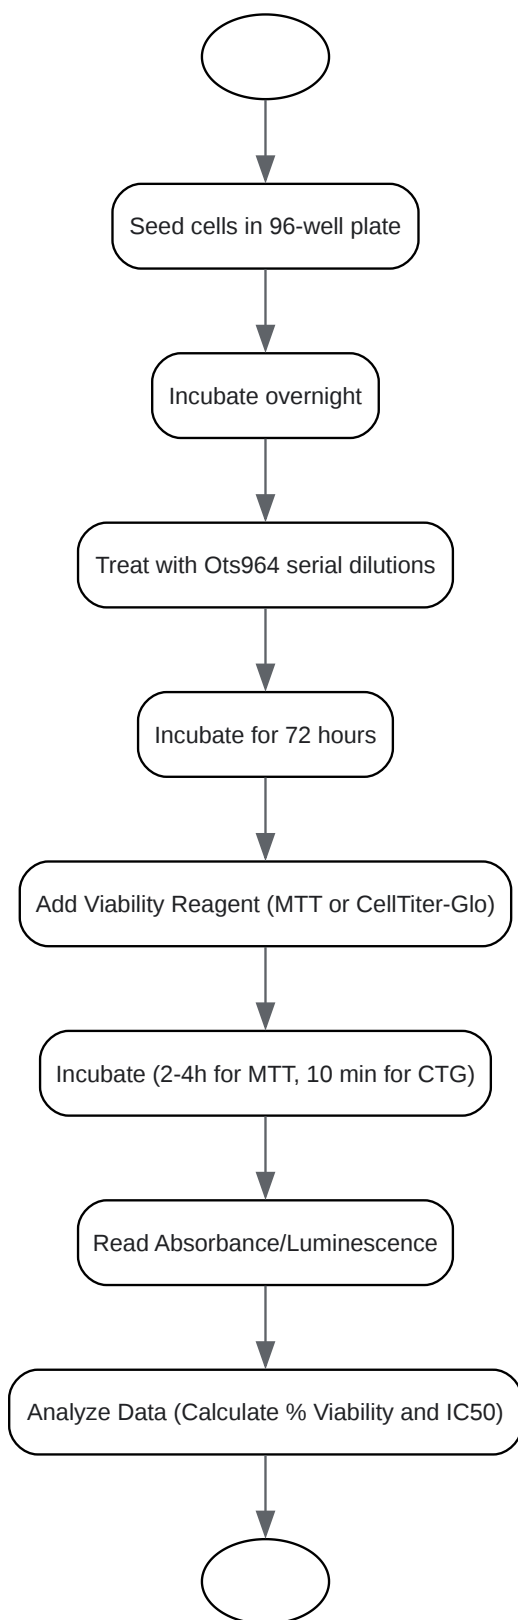 Seed cells in 96-well plate
Incubate overnight
Treat with Ots964 serial dilutions
Incubate for 72 hours
Add Viability Reagent (MTT or CellTiter-Glo)
Incubate (2-4h for MTT, 10 min for CTG)
Read Absorbance/Luminescence
Analyze Data (Calculate % Viability and IC50)